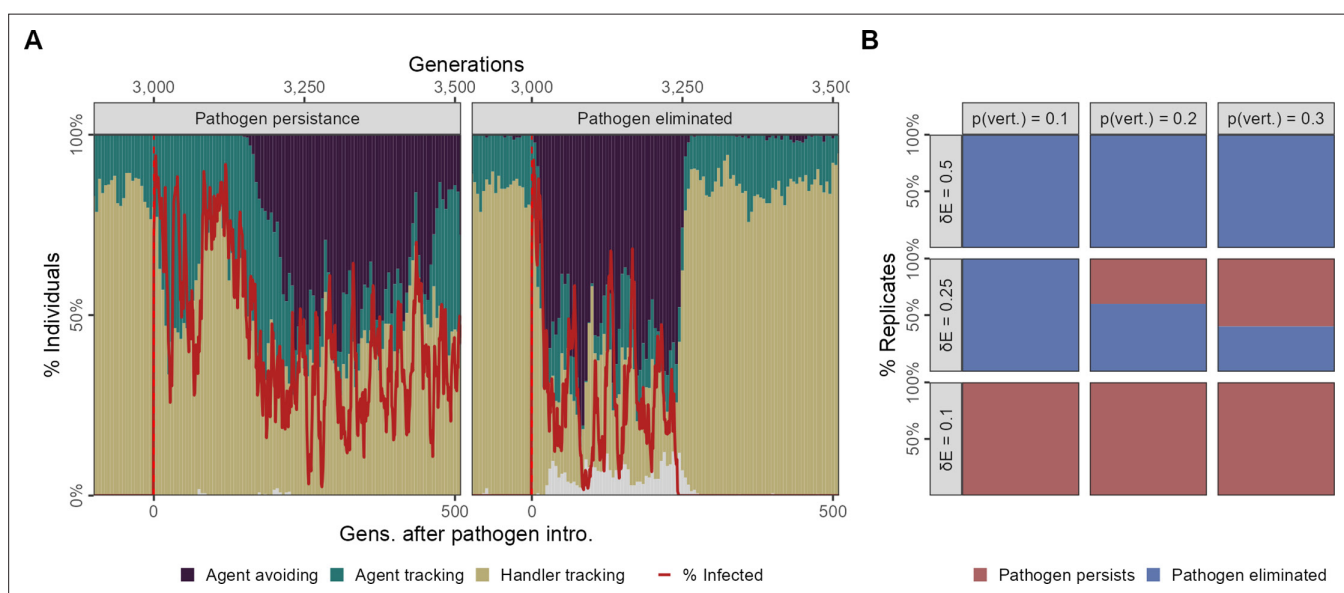 A
B
Generations
3,000
3,250
3,500
3,000
3,250
3,500
Pathogen persistance
Pathogen eliminated
p(vert.) = 0.1
p(vert.) = 0.2
p(vert.) = 0.3
% Individuals
100%
50%
0%
% Replicates
100%
50%
δE = 0.5
100%
50%
δE = 0.25
100%
50%
δE = 0.1
0
500
0
500
Gens. after pathogen intro.
Agent avoiding
Agent tracking
Handler tracking
% Infected
Pathogen persists
Pathogen eliminated